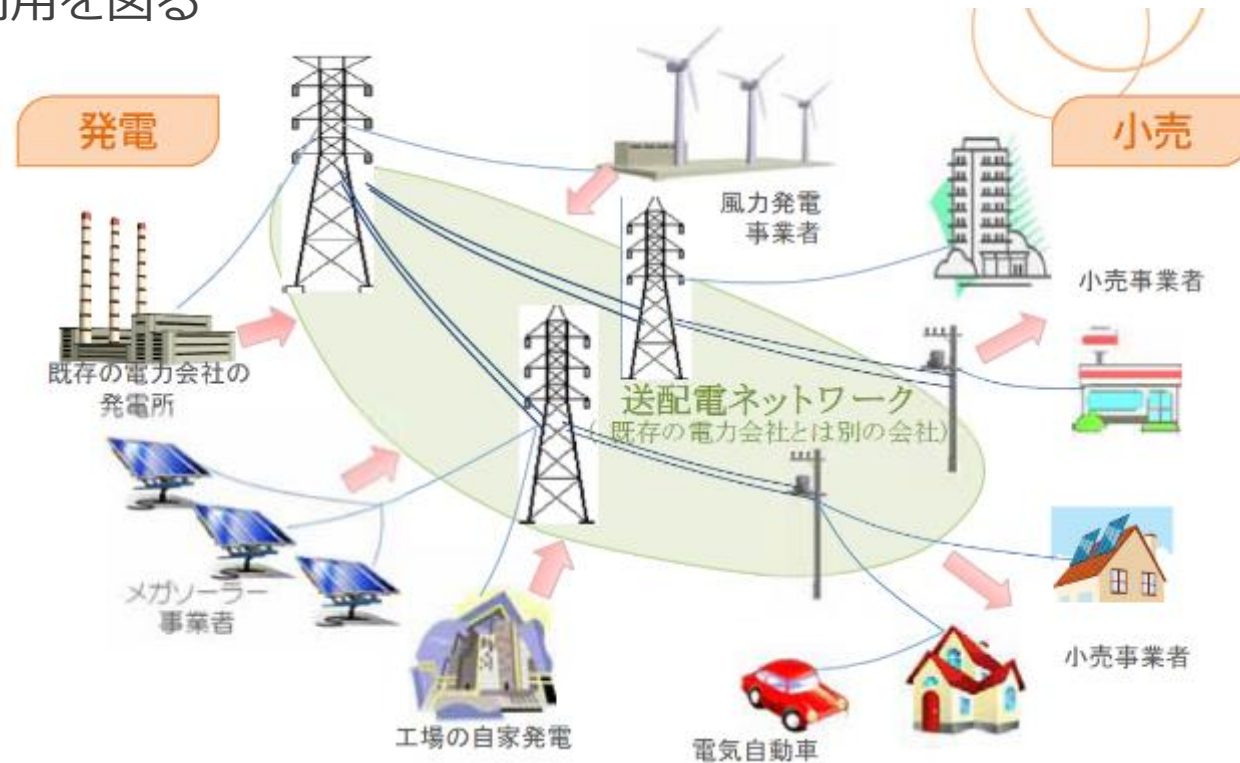 用を図る
発電
小売
風力発電
事業者
小売事業者
既存の電力会社の
発電所
送配電ネットワーク
( 既存の電力会社とは別の会社)
メガソーラー
事業者
小売事業者
工場の自家発電
電気自動車